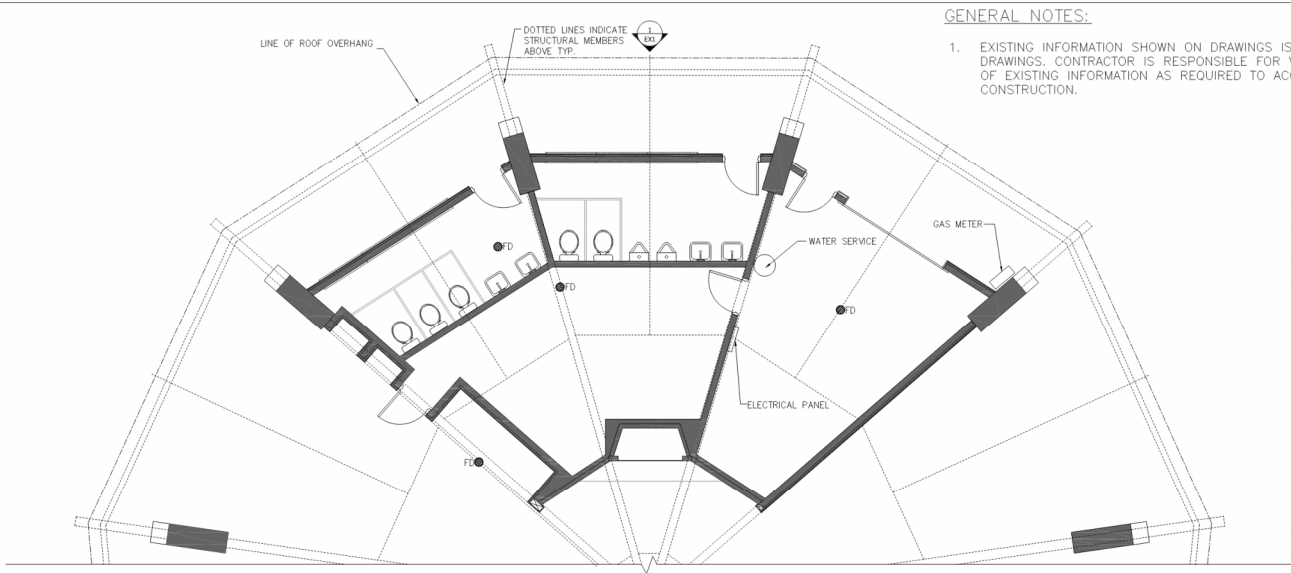 GENERAL NOTES:
1. EXISTING INFORMATION SHOWN ON DRAWINGS IS
DRAWINGS. CONTRACTOR IS RESPONSIBLE FOR
OF EXISTING INFORMATION AS REQUIRED TO
CONSTRUCTION.
LINE OF ROOF OVERHANG
DOTTED LINES INDICATE
STRUCTURAL MEMBERS
ABOVE TYP.
1
EX1
GAS METER
WATER SERVICE
FD
FD
FD
ELECTRICAL PANEL
FD